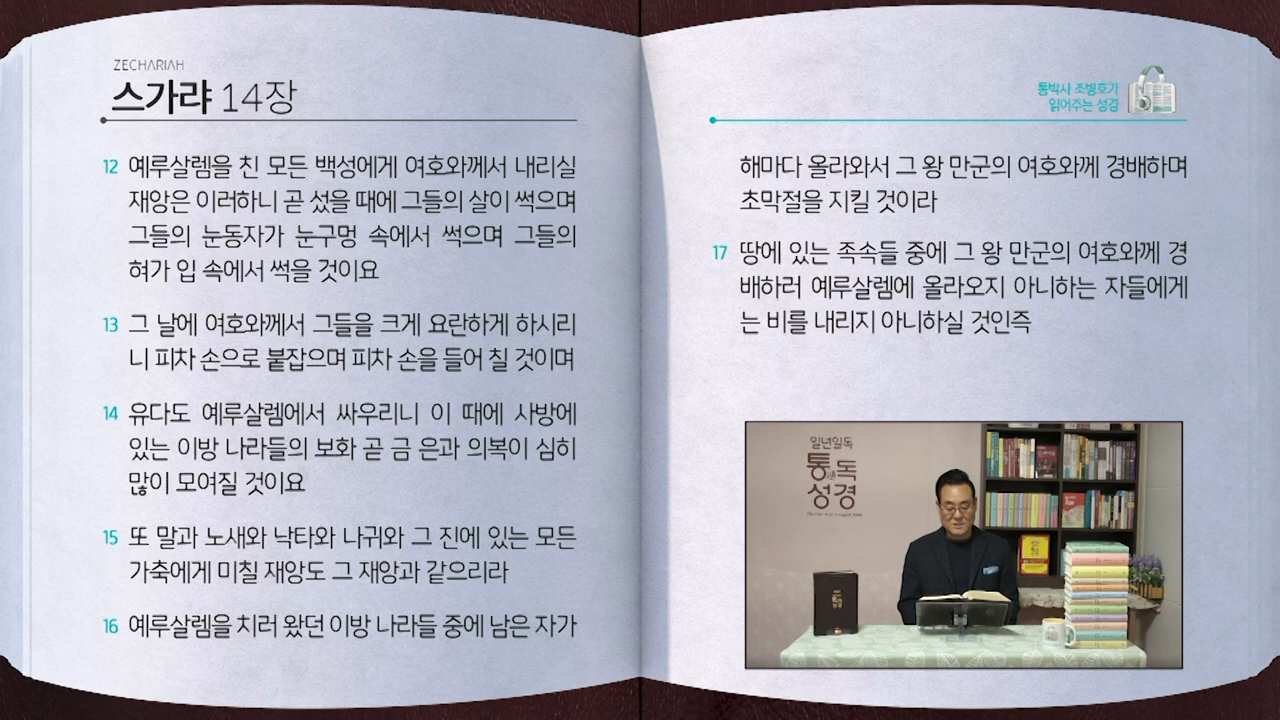 ZECHARIAH
스가랴 14장
12 예루살렘을 친 모든 백성에게 여호와께서 내리실
재앙은 이러하니 곧 섰을 때에 그들의 살이 썩으며
그들의 눈동자가 눈구멍 속에서 썩으며 그들의
혀가 입 속에서 썩을 것이요
13 그 날에 여호와께서 그들을 크게 요란하게 하시리
니 피차 손으로 붙잡으며 피차 손을 들어 칠 것이며
14 유다도 예루살렘에서 싸우리니 이 때에 사방에
있는 이방 나라들의 보화 곧 금 은과 의복이 심히
많이 모여질 것이요
15 또 말과 노새와 낙타와 나귀와 그 진에 있는 모든
가축에게 미칠 재앙도 그 재앙과 같으리라
16 예루살렘을 치러 왔던 이방 나라들 중에 남은 자가
통박사 조병호가
읽어주는 성경
해마다 올라와서 그 왕 만군의 여호와께 경배하며
초막절을 지킬 것이라
17 땅에 있는 족속들 중에 그 왕 만군의 여호와께 경
배하러 예루살렘에 올라오지 아니하는 자들에게
는 비를 내리지 아니하실 것인즉
일년일독
통독
성경